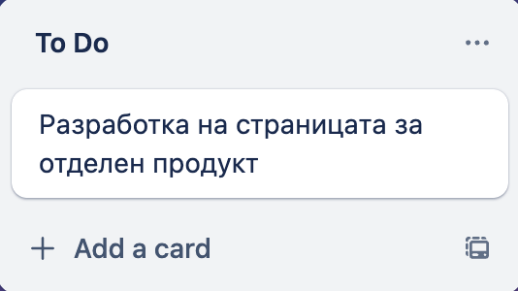 To Do
Разработка на страницата за
отделен продукт
Add a card